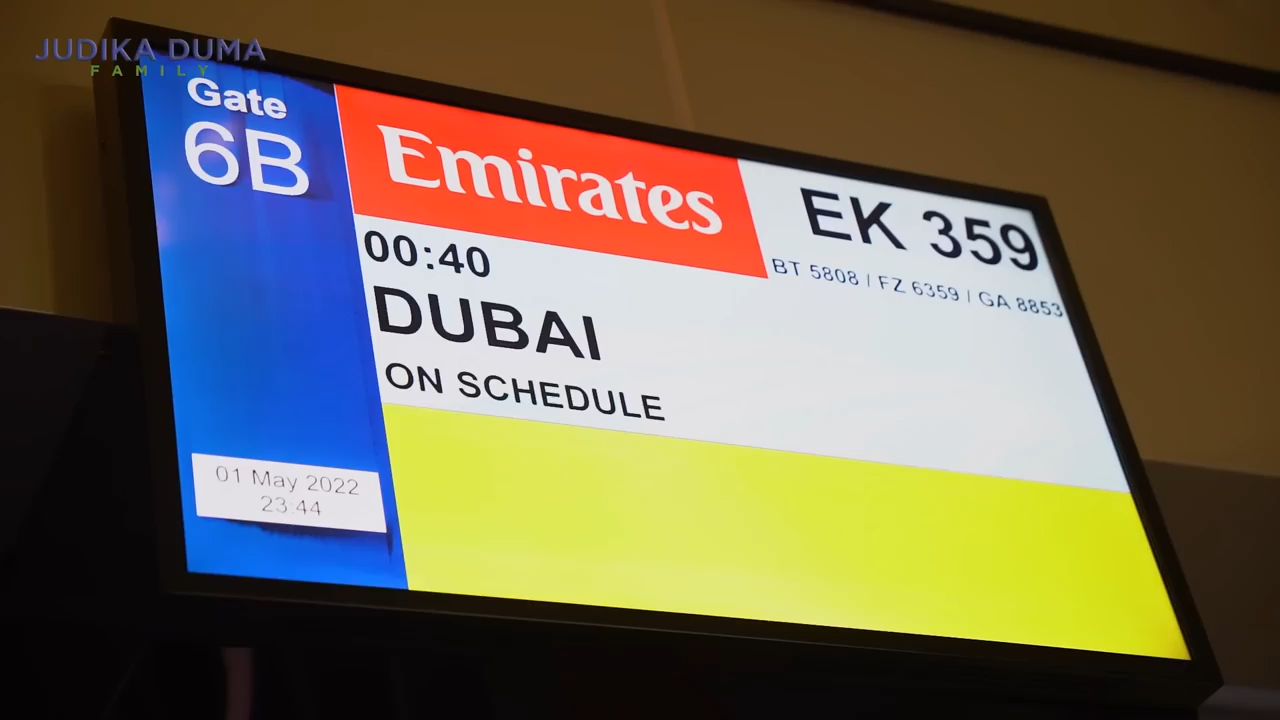 JUDIKA DUMA
FAMILY
Gate
6B
Emirates
EK 359
BT 5808 / FZ 6359 / GA 8853
00:40
DUBAI
ON SCHEDULE
01 May 2022
23:44